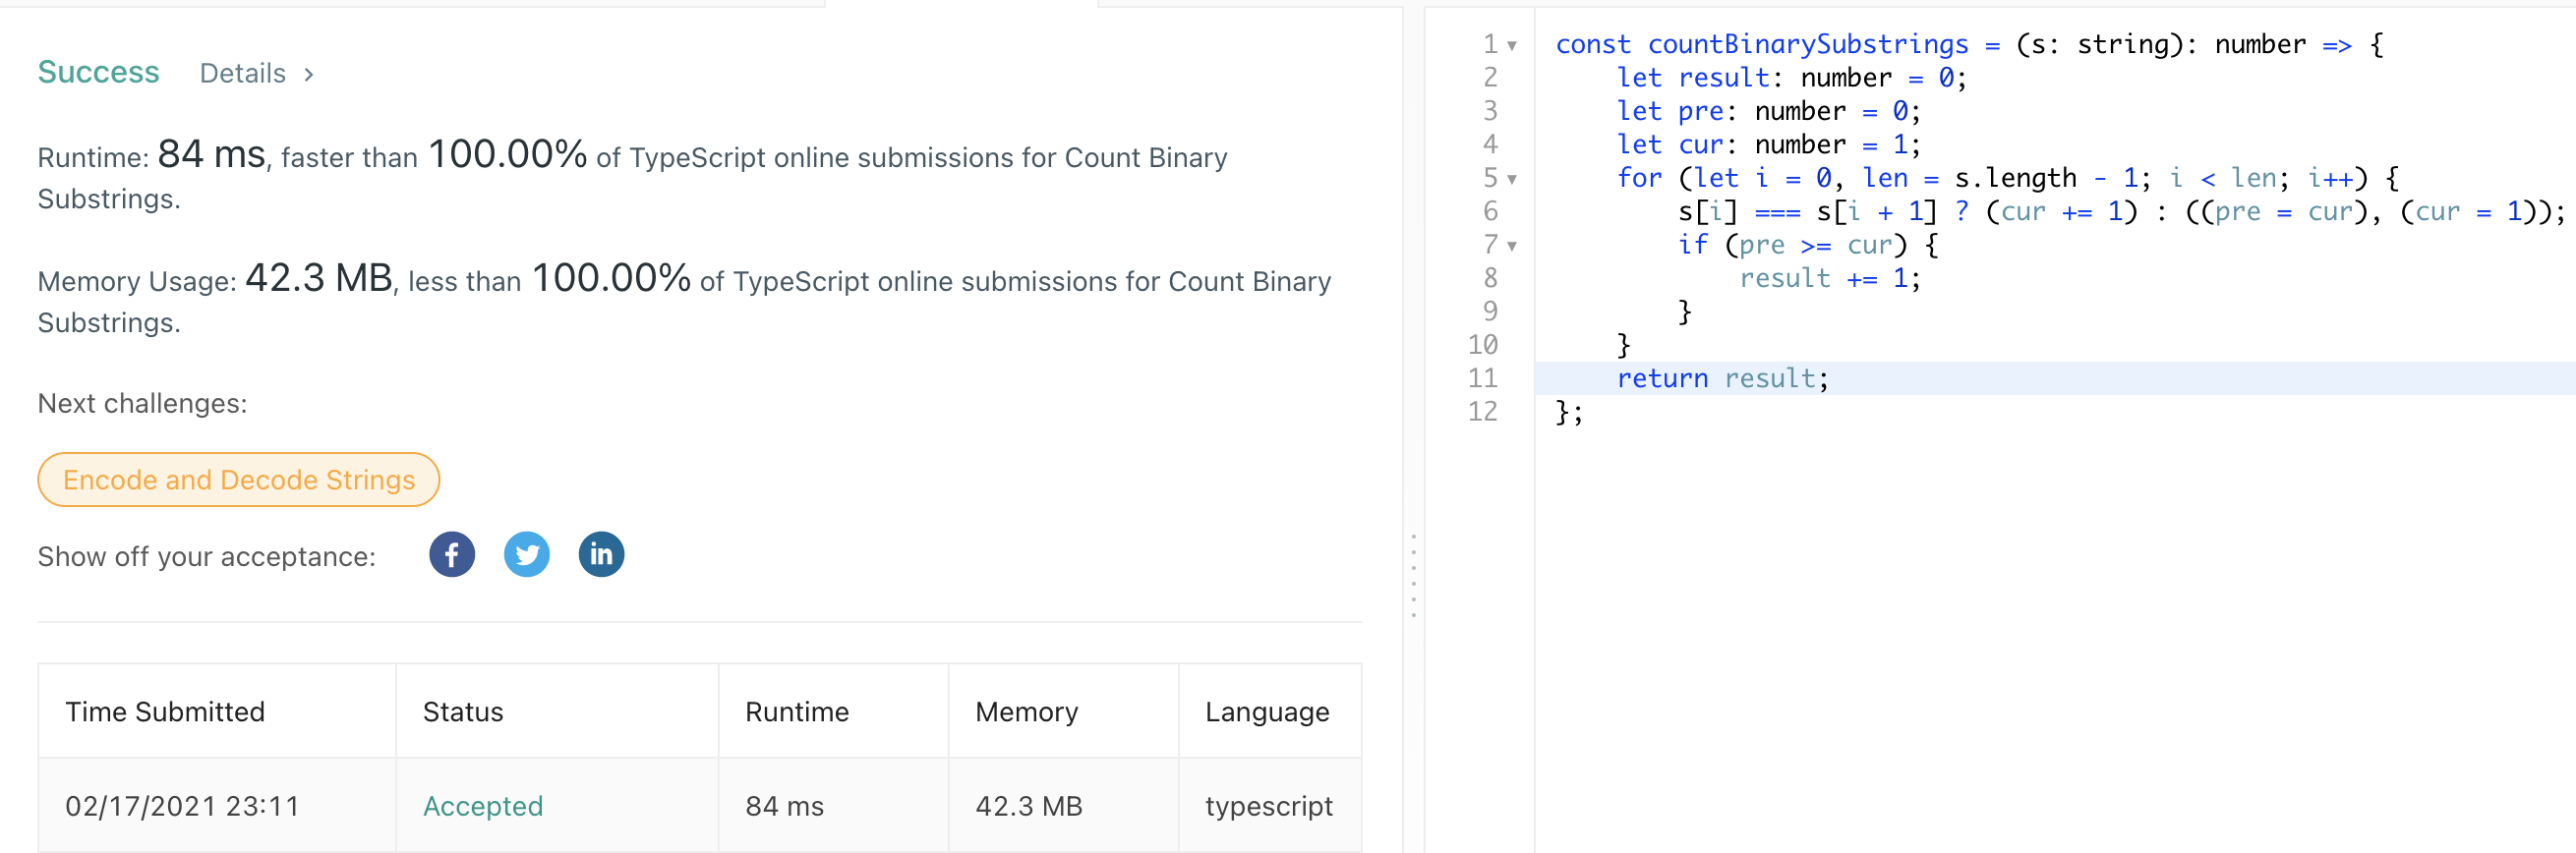 Success Details >
Runtime: 84 ms, faster than 100.00% of TypeScript online submissions for Count Binary
Substrings.
Memory Usage: 42.3 MB, less than 100.00% of TypeScript online submissions for Count Binary
Substrings.
Next challenges:
Encode and Decode Strings
Show off your acceptance:
Time Submitted Status Runtime Memory Language
02/17/2021 23:11 Accepted 84 ms 42.3 MB typescript
1 const countBinarySubstrings = (s: string): number => {
2     let result: number = 0;
3     let pre: number = 0;
4     let cur: number = 1;
5     for (let i = 0, len = s.length - 1; i < len; i++) {
6         s[i] === s[i + 1] ? (cur += 1) : ((pre = cur), (cur = 1));
7         if (pre >= cur) {
8             result += 1;
9         }
10     }
11     return result;
12 };